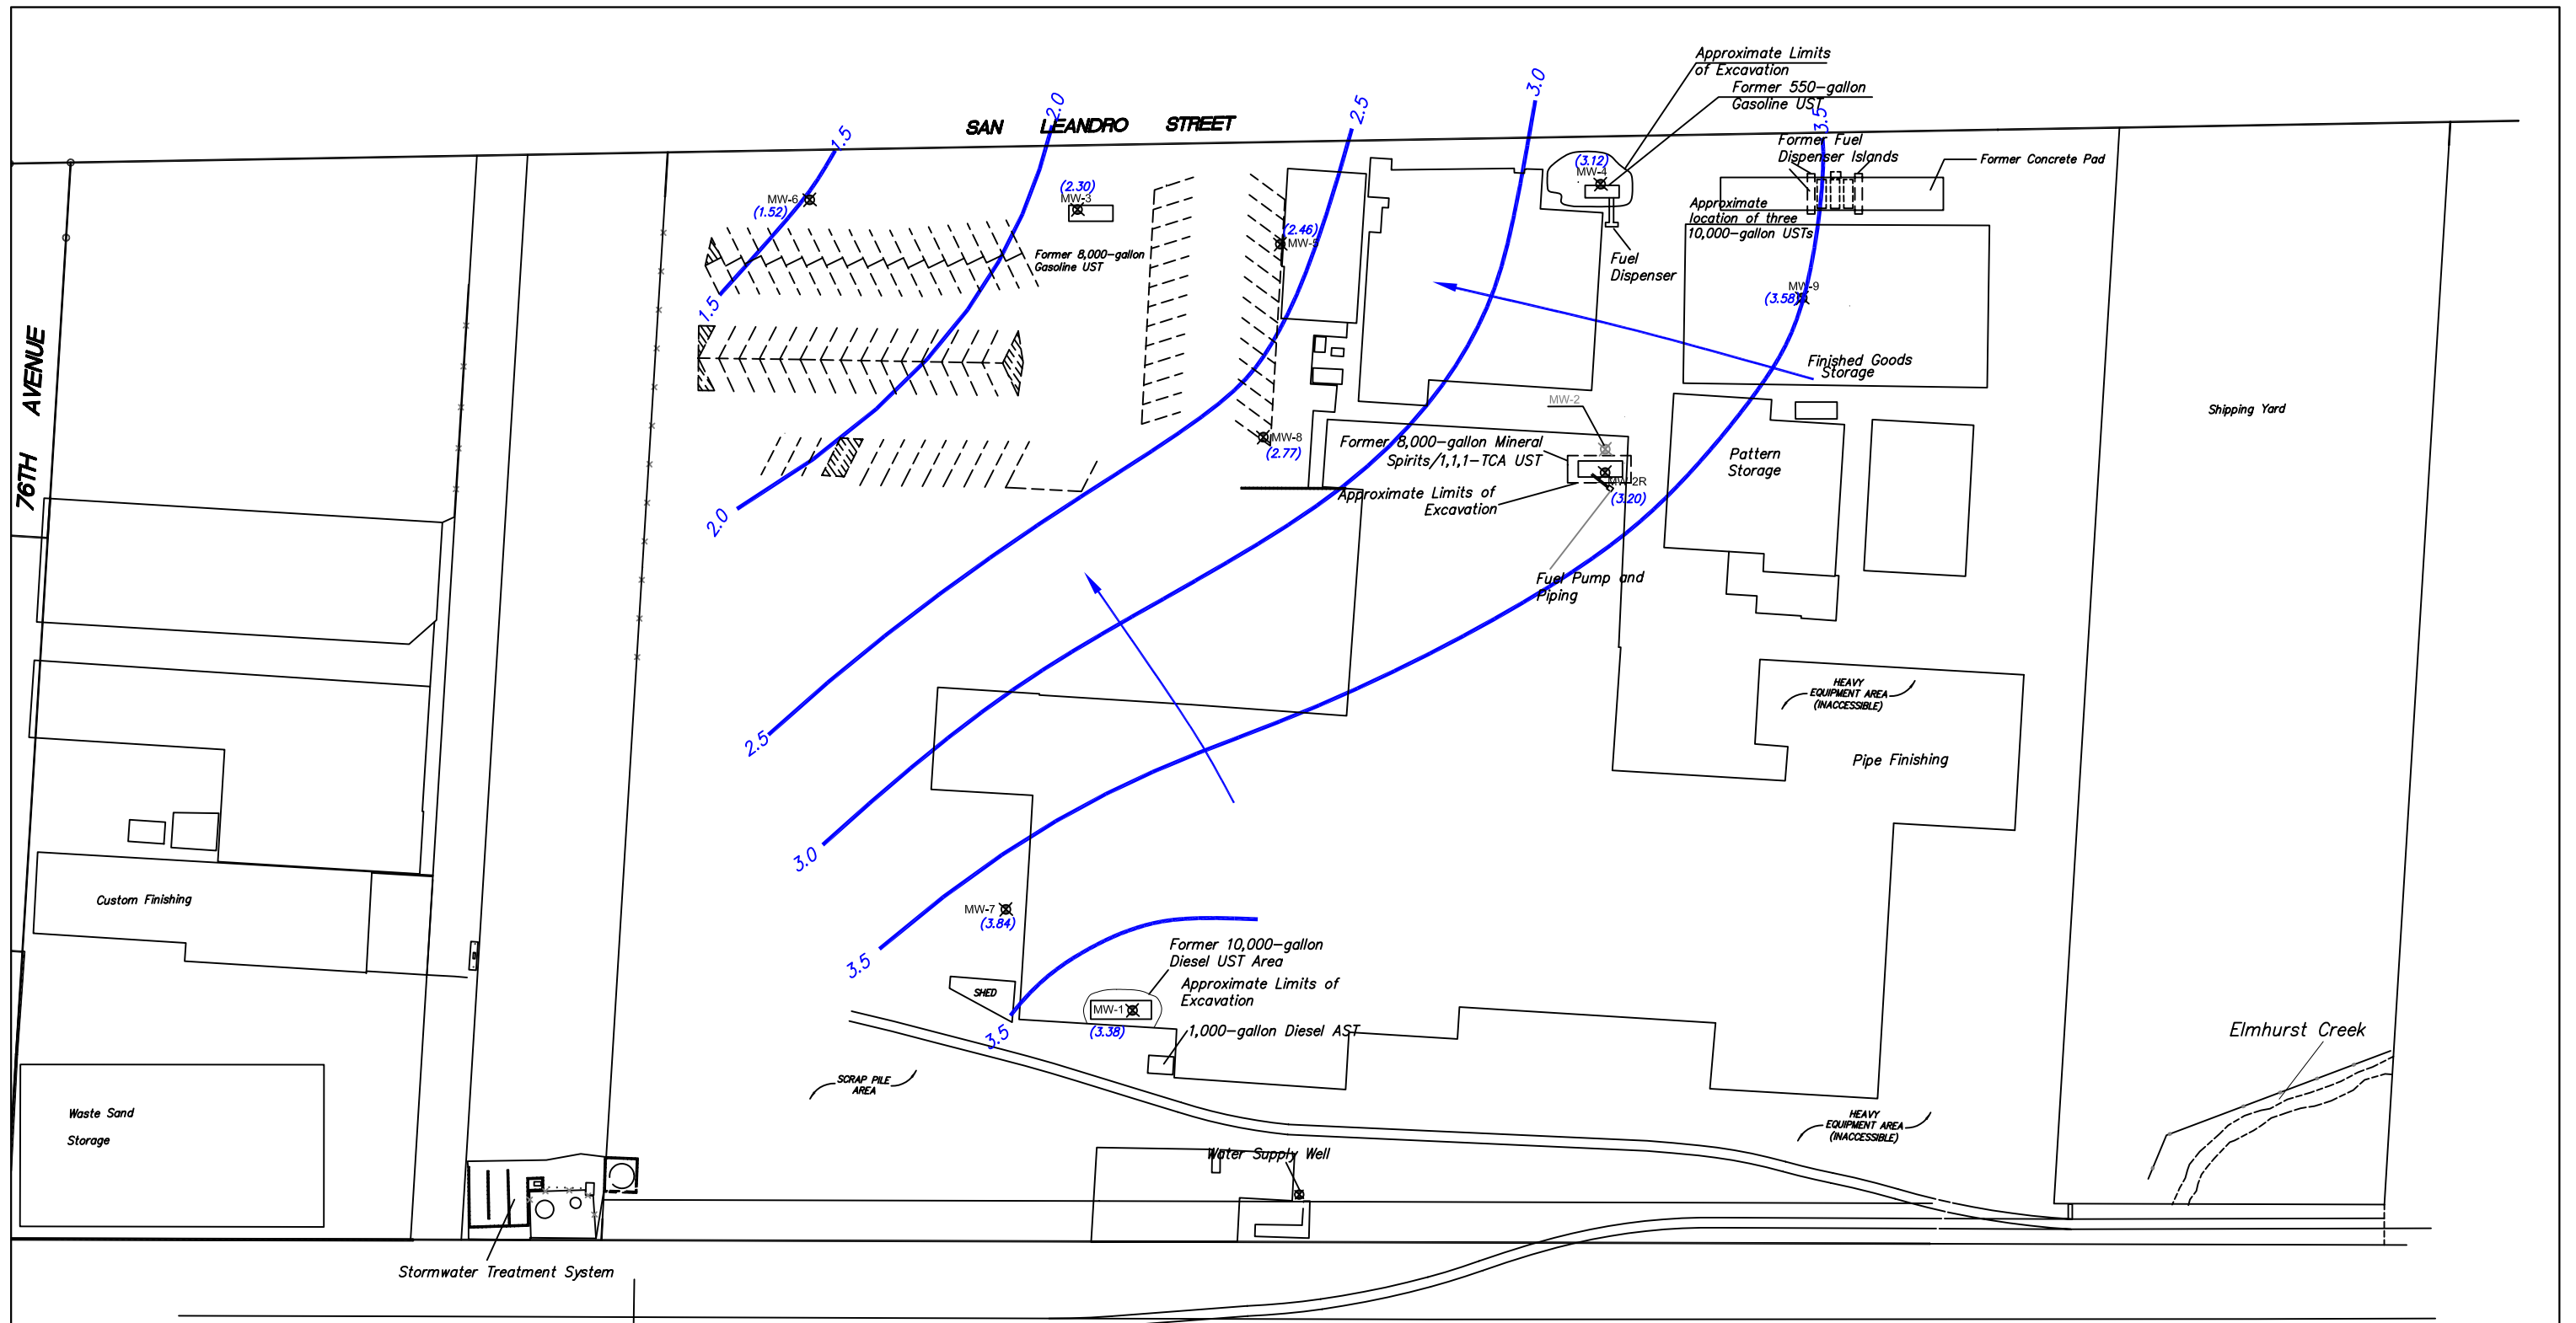 Approximate Limits
of Excavation
Former 550-gallon
Gasoline UST
SAN LEANDRO STREET
1.5
2.0
2.5
3.0
3.5
Former Fuel
Dispenser Islands
Former Concrete Pad
(3.12)
MW-4
MW-6
(1.52)
(2.30)
MW-3
Approximate
location of three
10,000-gallon USTs
(2.46)
MW-5
Former 8,000-gallon
Gasoline UST
Fuel
Dispenser
MW-9
(3.58)
1.5
76TH AVENUE
Finished Goods
Storage
Shipping Yard
MW-2
MW-8
(2.77)
Former 8,000-gallon Mineral
Spirits/1,1,1-TCA UST
Pattern
Storage
MW-2R
(3.20)
Approximate Limits of
Excavation
2.0
Fuel Pump and
Piping
HEAVY
EQUIPMENT AREA
(INACCESSIBLE)
2.5
Pipe Finishing
3.0
Custom Finishing
MW-7
(3.84)
3.5
Former 10,000-gallon
Diesel UST Area
Approximate Limits of
Excavation
SHED
MW-1
(3.38)
1,000-gallon Diesel AST
3.5
Elmhurst Creek
SCRAP PILE
AREA
Waste Sand
Storage
HEAVY
EQUIPMENT AREA
(INACCESSIBLE)
Water Supply Well
Stormwater Treatment System